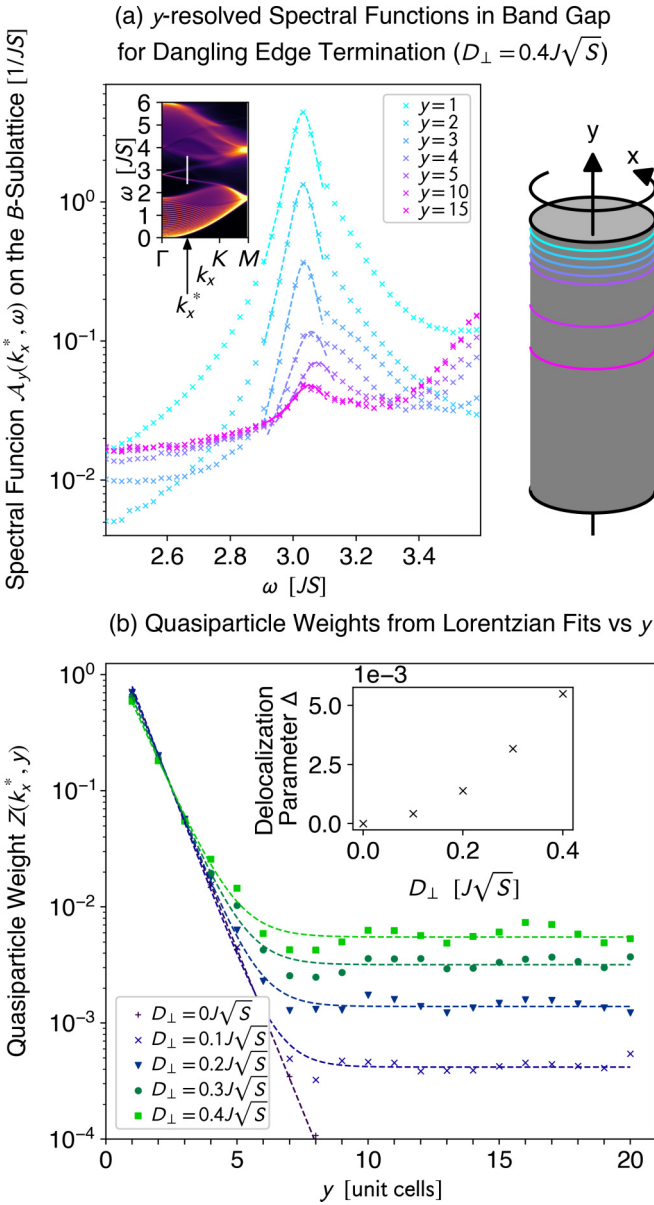 (a) y-resolved Spectral Functions in Band Gap
for Dangling Edge Termination (D⊥ = 0.4J√S)
Spectral Funcion 𝒜y(kx*, ω) on the B-Sublattice [1/JS]
10⁰
10⁻¹
10⁻²
2.6
2.8
3.0
3.2
3.4
ω [JS]
ω [JS]
6
5
4
3
2
1
0
Γ
K
M
kx
kx*
y = 1
y = 2
y = 3
y = 4
y = 5
y = 10
y = 15
y
x
(b) Quasiparticle Weights from Lorentzian Fits vs y
Quasiparticle Weight Z(kx*, y)
10⁰
10⁻¹
10⁻²
10⁻³
10⁻⁴
1e-3
Delocalization
Parameter Δ
5.0
2.5
0.0
0.0
0.2
0.4
D⊥ [J√S]
D⊥ = 0J√S
D⊥ = 0.1J√S
D⊥ = 0.2J√S
D⊥ = 0.3J√S
D⊥ = 0.4J√S
0
5
10
15
20
y [unit cells]